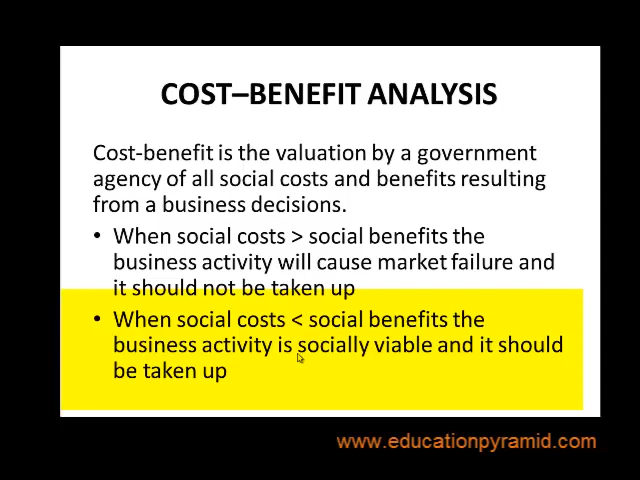 COST–BENEFIT ANALYSIS
Cost-benefit is the valuation by a government
agency of all social costs and benefits resulting
from a business decisions.
• When social costs > social benefits the
business activity will cause market failure and
it should not be taken up
• When social costs < social benefits the
business activity is socially viable and it should
be taken up
www.educationpyramid.com